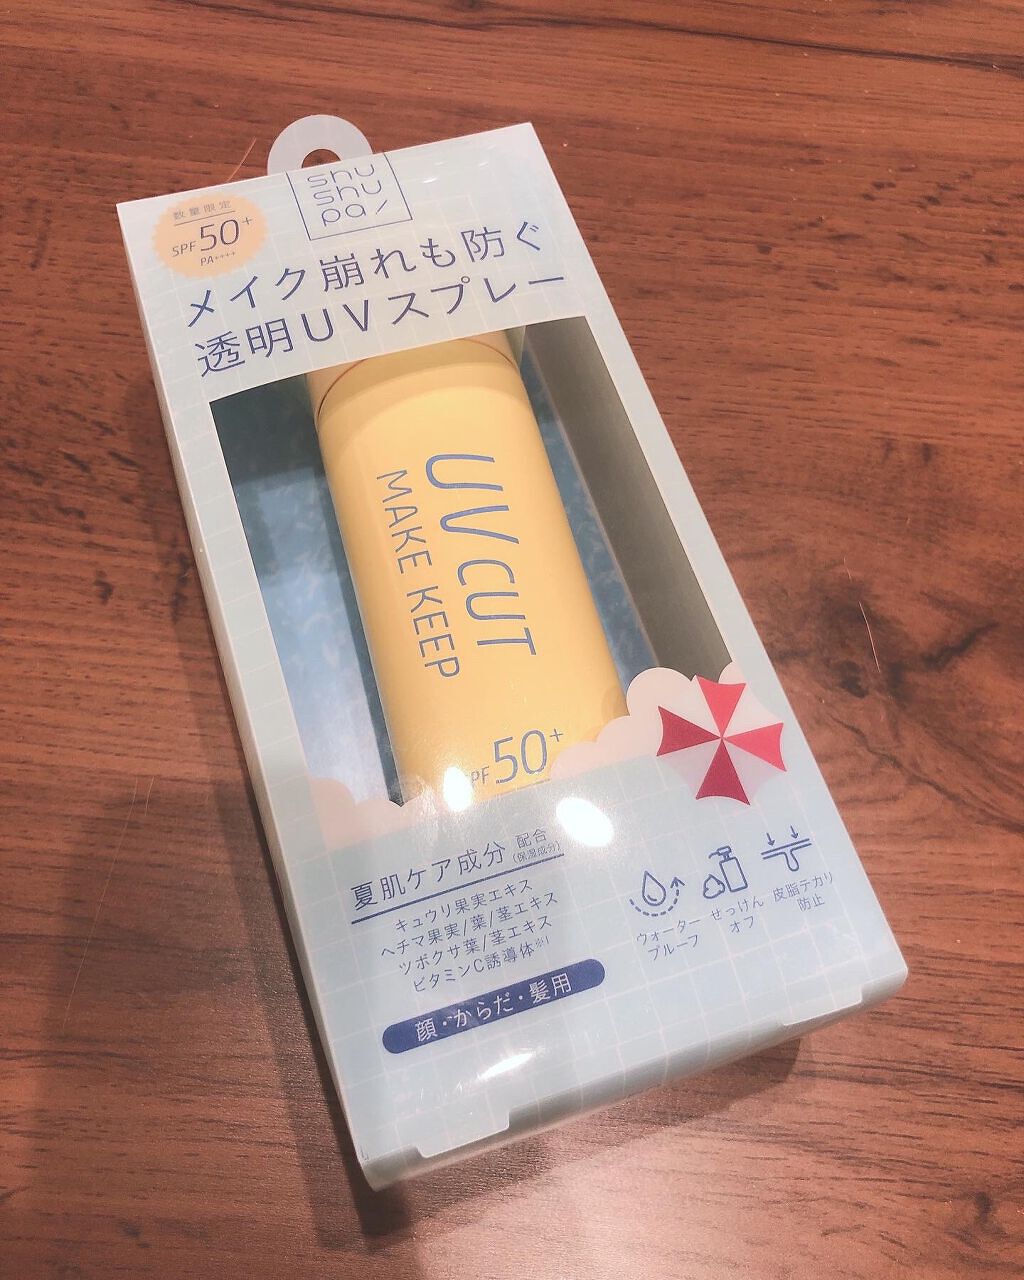 shu
shu
pa/
数量限定
SPF50+
PA++++
メイク崩れも防ぐ
透明UVスプレー
UV CUT
MAKE KEEP
SPF50+
夏肌ケア成分 配合(保湿成分)
キュウリ果実エキス
ヘチマ果実/葉/茎エキス
ツボクサ葉/茎エキス
ビタミンC誘導体※1
顔・からだ・髪用
ウォーター
プルーフ
せっけん
オフ
皮脂テカリ
防止